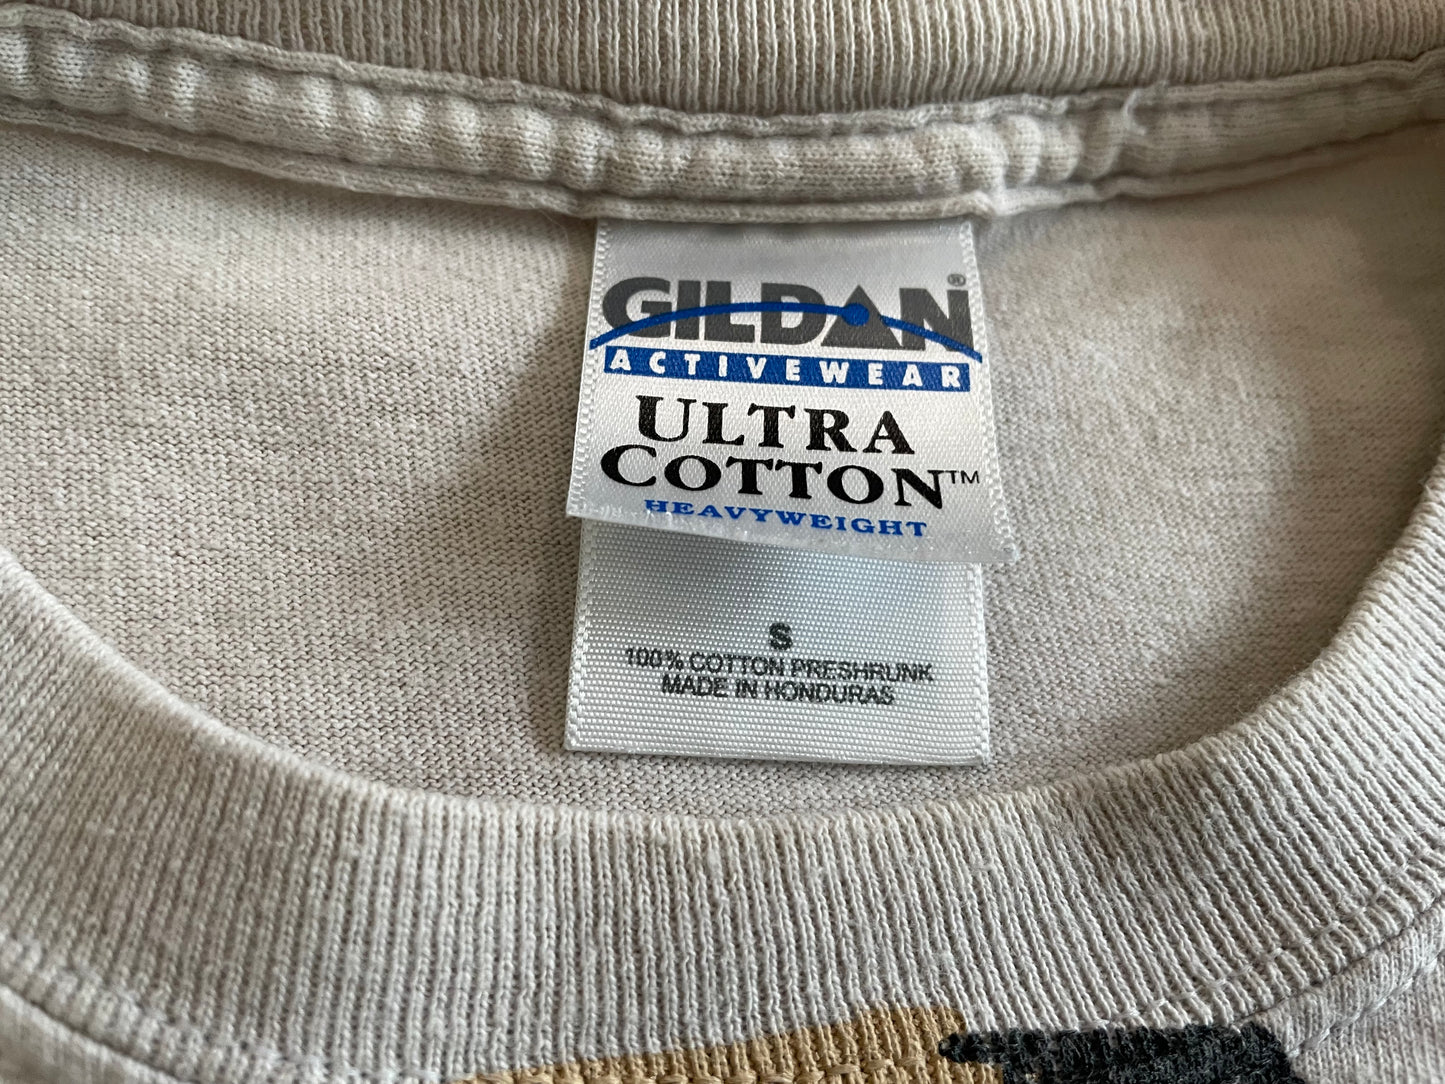 GILDAN®
ACTIVEWEAR
ULTRA
COTTON™
HEAVYWEIGHT
S
100% COTTON PRESHRUNK
MADE IN HONDURAS